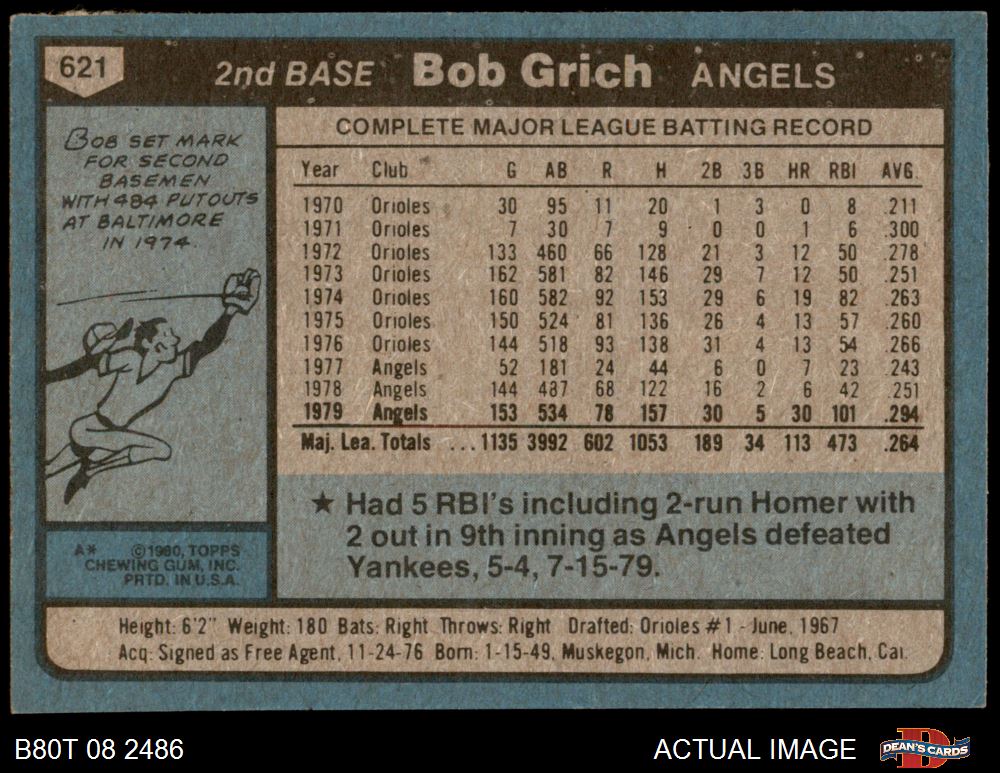 621 2nd BASE Bob Grich ANGELS
BOB SET MARK
FOR SECOND
BASEMEN
WITH 484 PUTOUTS
AT BALTIMORE
IN 1974.
A* ©1980, TOPPS
CHEWING GUM, INC.
PRTD. IN U.S.A.
COMPLETE MAJOR LEAGUE BATTING RECORD
Year Club G AB R H 2B 3B HR RBI AVG.
1970 Orioles 30 95 11 20 1 3 0 8 .211
1971 Orioles 7 30 7 9 0 0 1 6 .300
1972 Orioles 133 460 66 128 21 3 12 50 .278
1973 Orioles 162 581 82 146 29 7 12 50 .251
1974 Orioles 160 582 92 153 29 6 19 82 .263
1975 Orioles 150 524 81 136 26 4 13 57 .260
1976 Orioles 144 518 93 138 31 4 13 54 .266
1977 Angels 52 181 24 44 6 0 7 23 .243
1978 Angels 144 487 68 122 16 2 6 42 .251
1979 Angels 153 534 78 157 30 5 30 101 .294
Maj. Lea. Totals ... 1135 3992 602 1053 189 34 113 473 .264
★ Had 5 RBI's including 2-run Homer with
2 out in 9th inning as Angels defeated
Yankees, 5-4, 7-15-79.
Height: 6'2" Weight: 180 Bats: Right Throws: Right Drafted: Orioles #1 - June, 1967
Acq: Signed as Free Agent, 11-24-76 Born: 1-15-49, Muskegon, Mich. Home: Long Beach, Cal.
B80T 08 2486 ACTUAL IMAGE DEAN'S CARDS